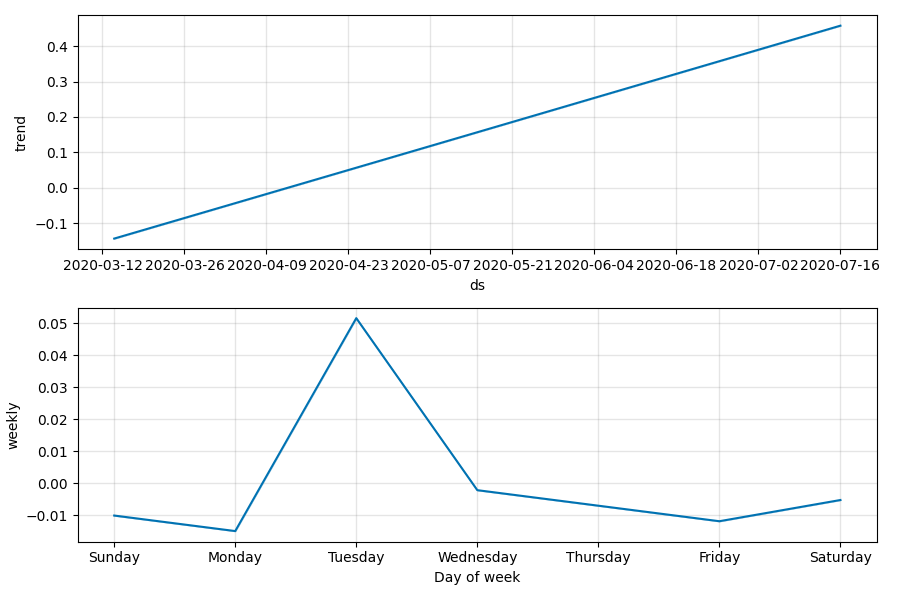 trend
0.4
0.3
0.2
0.1
0.0
−0.1
2020-03-12 2020-03-26 2020-04-09 2020-04-23 2020-05-07 2020-05-21 2020-06-04 2020-06-18 2020-07-02 2020-07-16
ds
weekly
0.05
0.04
0.03
0.02
0.01
0.00
−0.01
Sunday Monday Tuesday Wednesday Thursday Friday Saturday
Day of week